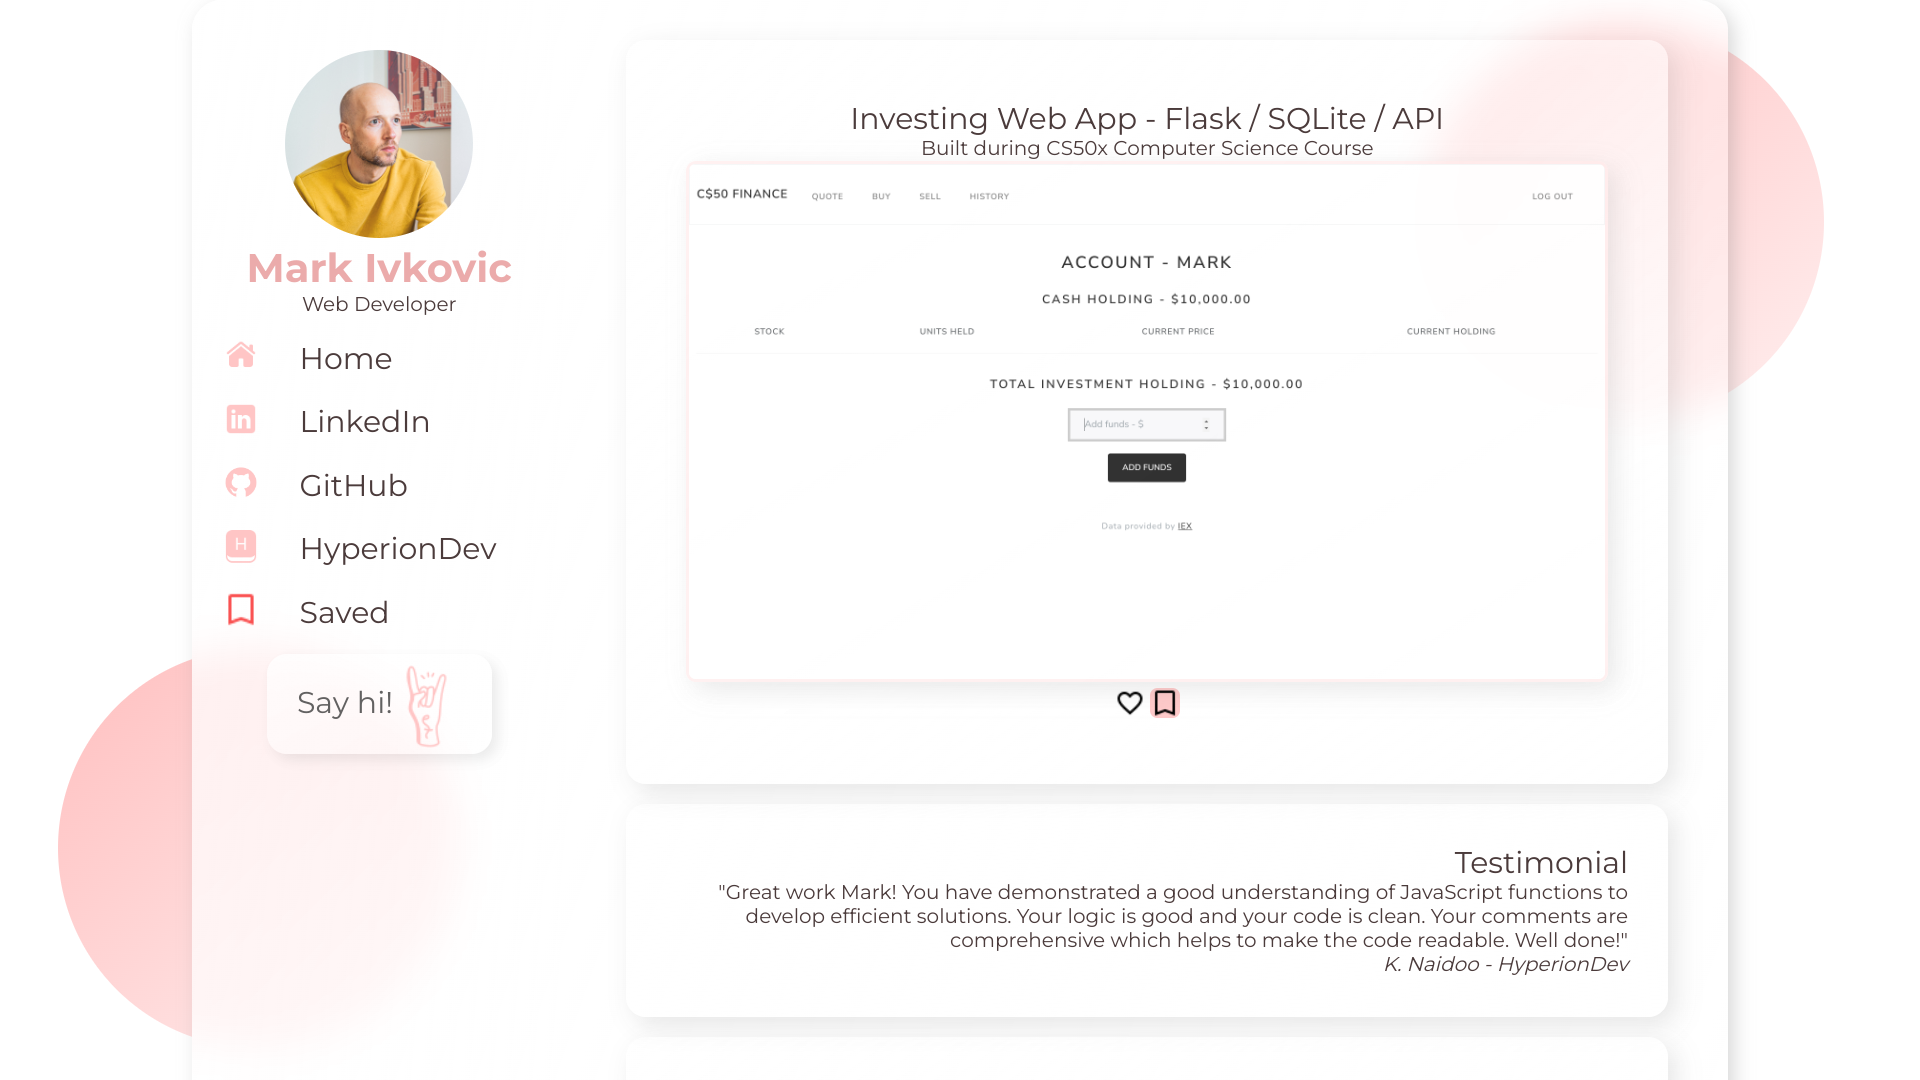 Mark Ivkovic
Web Developer
Home
LinkedIn
GitHub
H
HyperionDev
Saved
Say hi!
Investing Web App - Flask / SQLite / API
Built during CS50x Computer Science Course
C$50 FINANCE QUOTE BUY SELL HISTORY LOG OUT
ACCOUNT - MARK
CASH HOLDING - $10,000.00
STOCK UNITS HELD CURRENT PRICE CURRENT HOLDING
TOTAL INVESTMENT HOLDING - $10,000.00
Add funds - $
ADD FUNDS
Data provided by IEX
Testimonial
"Great work Mark! You have demonstrated a good understanding of JavaScript functions to
develop efficient solutions. Your logic is good and your code is clean. Your comments are
comprehensive which helps to make the code readable. Well done!"
K. Naidoo - HyperionDev